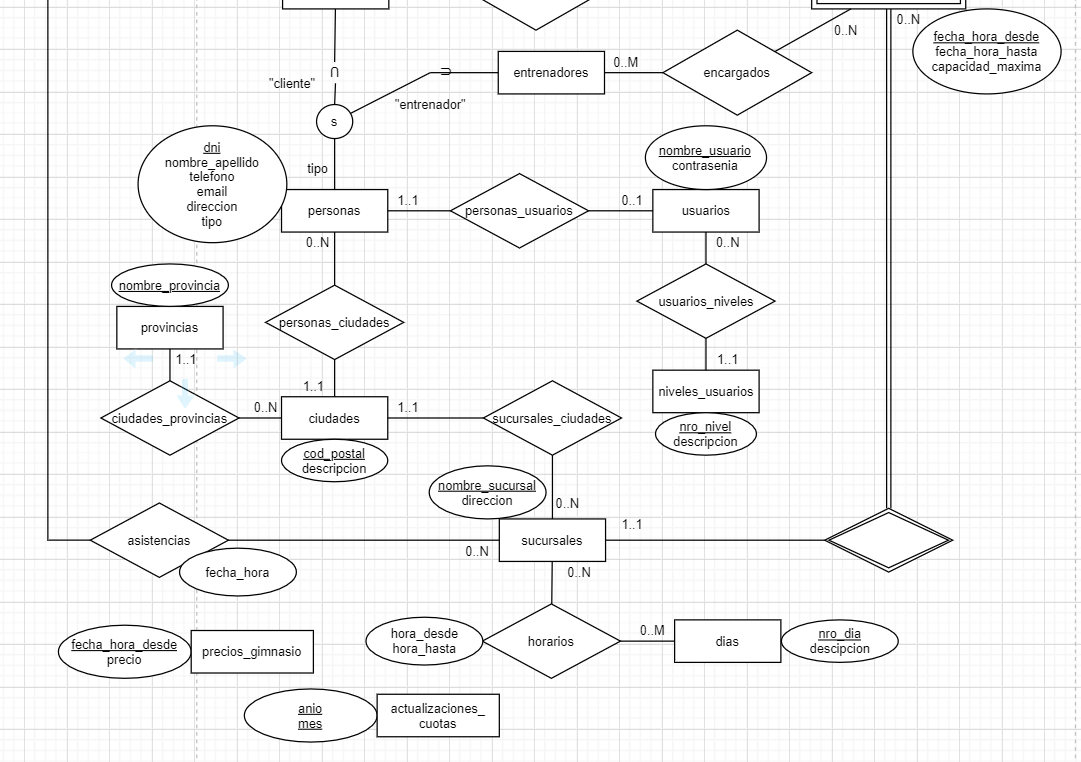 0..N
0..N
fecha_hora_desde
fecha_hora_hasta
capacidad_maxima
0..M
entrenadores
encargados
∩
⊃
"cliente"
"entrenador"
s
dni
nombre_apellido
telefono
email
direccion
tipo
tipo
nombre_usuario
contrasenia
personas
1..1
personas_usuarios
0..1
usuarios
0..N
0..N
nombre_provincia
provincias
1..1
personas_ciudades
usuarios_niveles
1..1
1..1
niveles_usuarios
nro_nivel
descripcion
ciudades_provincias
0..N
ciudades
1..1
sucursales_ciudades
cod_postal
descripcion
nombre_sucursal
direccion
0..N
asistencias
fecha_hora
0..N
sucursales
1..1
0..N
fecha_hora_desde
precio
precios_gimnasio
hora_desde
hora_hasta
horarios
0..M
dias
nro_dia
descipcion
anio
mes
actualizaciones_
cuotas